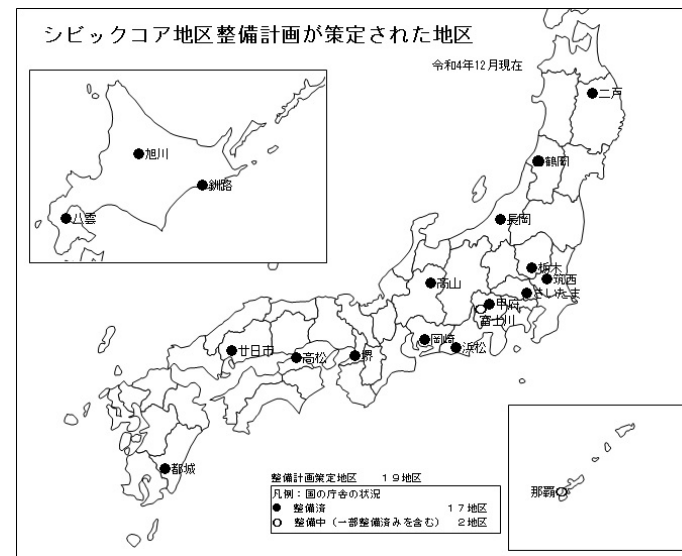 シビックコア地区整備計画が策定された地区
令和4年12月現在
二戸
旭川
鶴岡
釧路
八雲
長岡
栃木
筑西
高山
さいたま
甲府
富士川
岡崎
浜松
廿日市
高松
堺
都城
那覇
整備計画策定地区 19地区
凡例：国の庁舎の状況
● 整備済 17地区
○ 整備中（一部整備済みを含む） 2地区